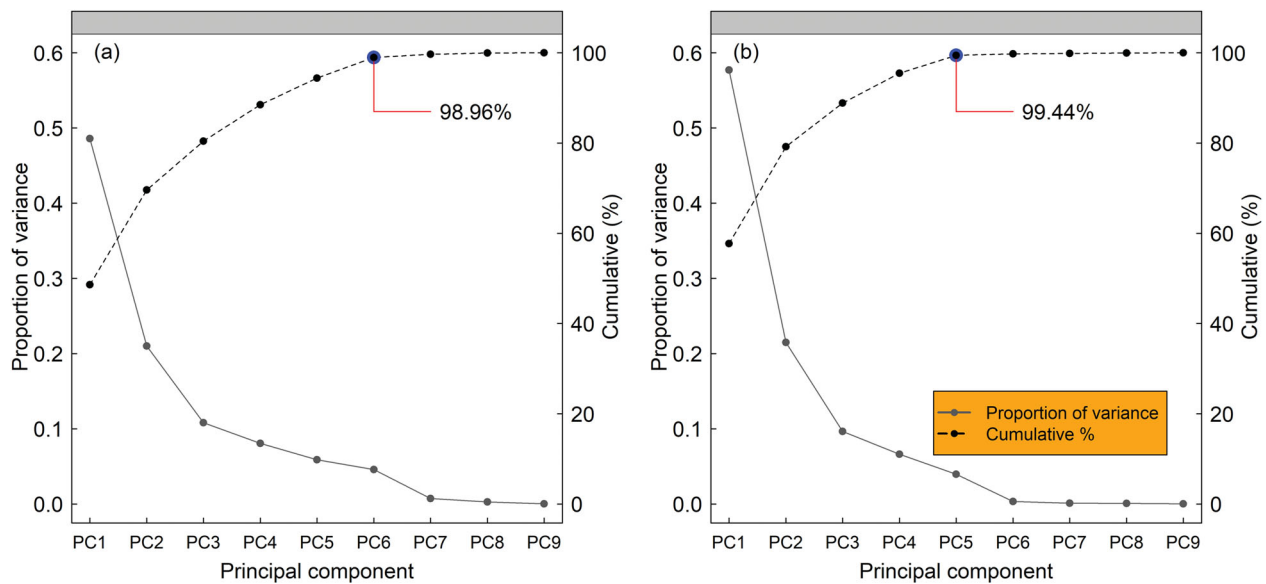 (a)
98.96%
0.6
0.5
0.4
0.3
0.2
0.1
0.0
Proportion of variance
100
80
60
40
20
0
Cumulative (%)
PC1 PC2 PC3 PC4 PC5 PC6 PC7 PC8 PC9
Principal component
(b)
99.44%
0.6
0.5
0.4
0.3
0.2
0.1
0.0
Proportion of variance
100
80
60
40
20
0
Cumulative (%)
Proportion of variance
Cumulative %
PC1 PC2 PC3 PC4 PC5 PC6 PC7 PC8 PC9
Principal component